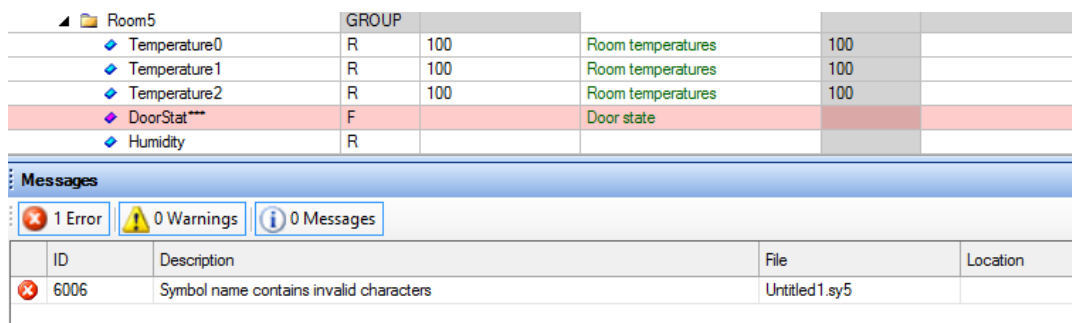 Room5 GROUP
Temperature0 R 100 Room temperatures 100
Temperature1 R 100 Room temperatures 100
Temperature2 R 100 Room temperatures 100
DoorStat*** F Door state
Humidity R
Messages
1 Error 0 Warnings 0 Messages
ID Description File Location
6006 Symbol name contains invalid characters Untitled1.sy5